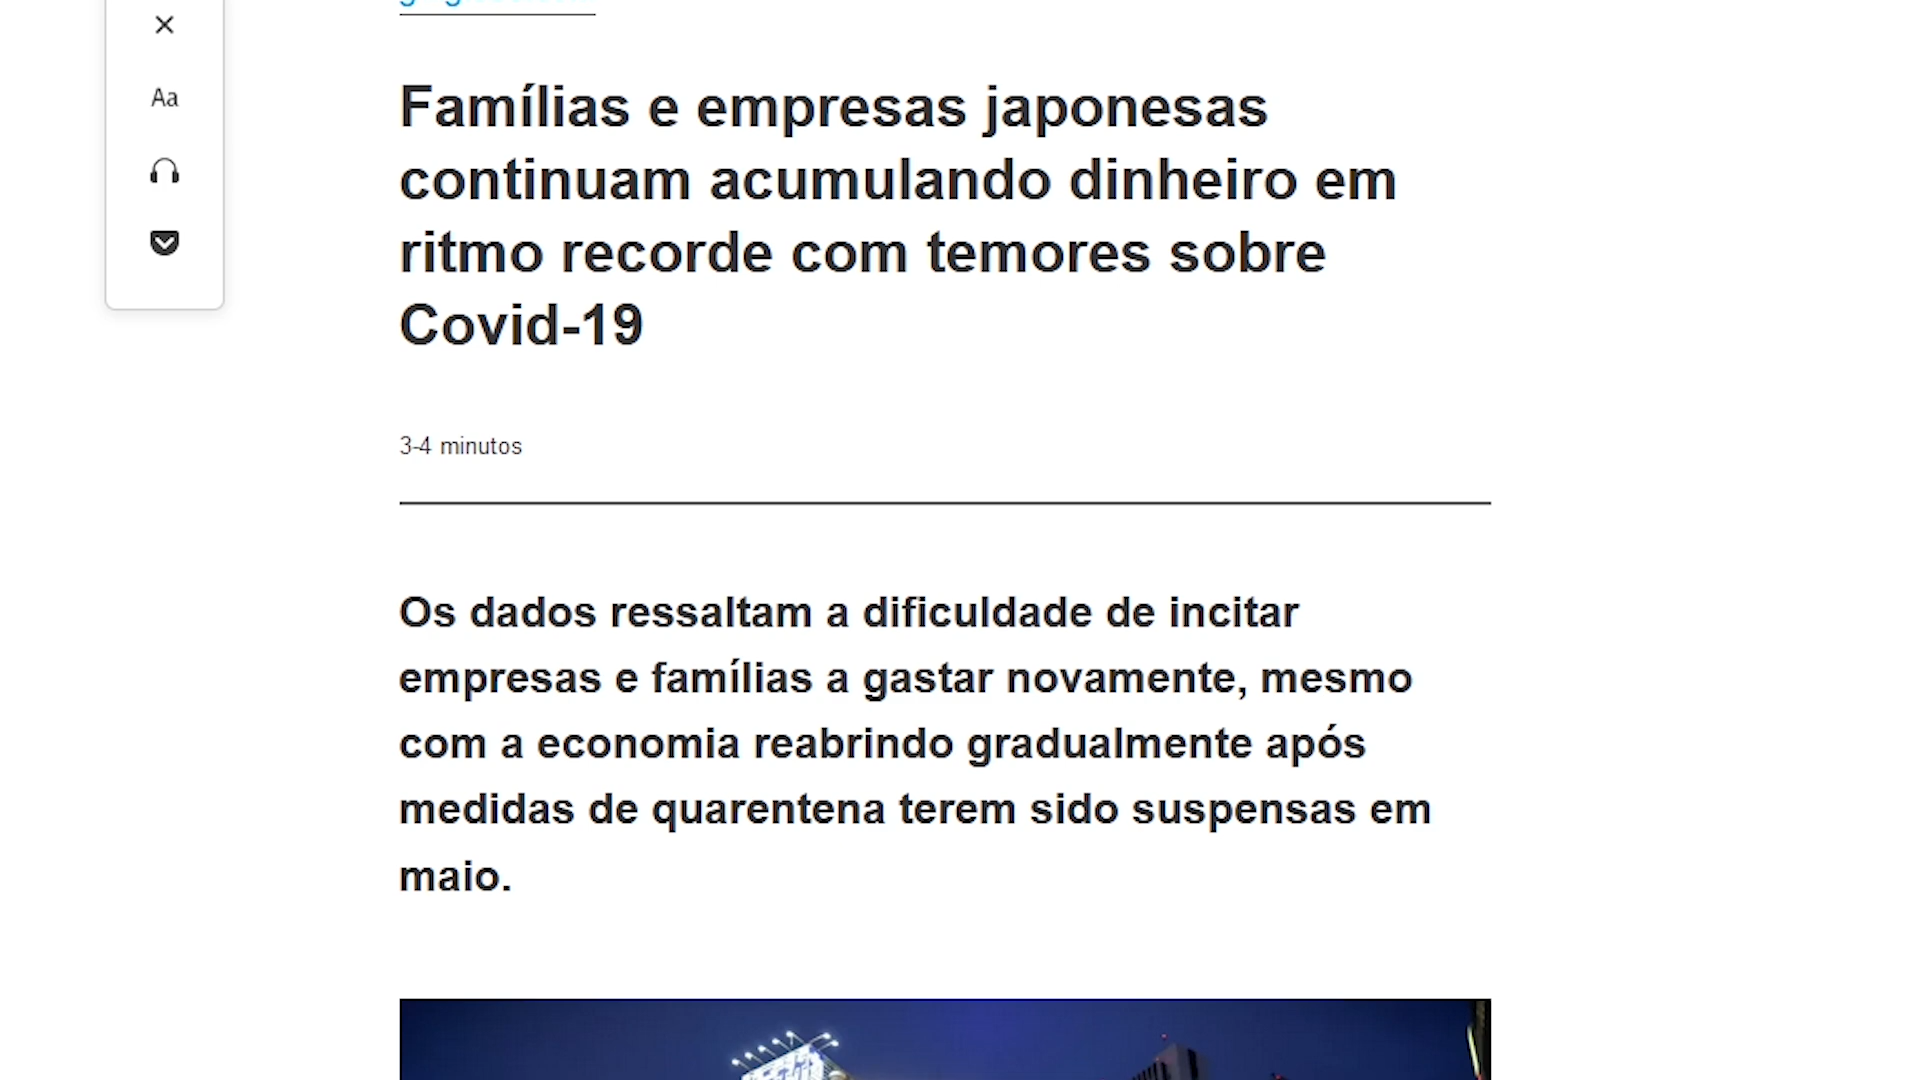 Aa
Famílias e empresas japonesas
continuam acumulando dinheiro em
ritmo recorde com temores sobre
Covid-19
3-4 minutos
Os dados ressaltam a dificuldade de incitar
empresas e famílias a gastar novamente, mesmo
com a economia reabrindo gradualmente após
medidas de quarentena terem sido suspensas em
maio.